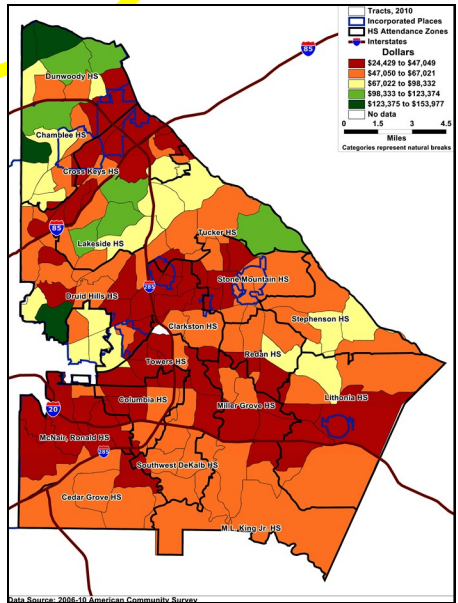 Tracts, 2010
Incorporated Places
HS Attendance Zones
Interstates
Dollars
$24,429 to $47,049
$47,050 to $67,021
$67,022 to $98,332
$98,333 to $123,374
$123,375 to $153,977
No data
0 1.5 3 4.5
Miles
Categories represent natural breaks
85
Dunwoody HS
Chamblee HS
Cross Keys HS
85
Lakeside HS
Tucker HS
Stone Mountain HS
285
Druid Hills HS
Stephenson HS
Clarkston HS
Redan HS
Towers HS
Columbia HS
Miller Grove HS
Lithonia HS
20
McNair, Ronald HS
285
Southwest DeKalb HS
Cedar Grove HS
M.L. King Jr. HS
Data Source: 2006-10 American Community Survey